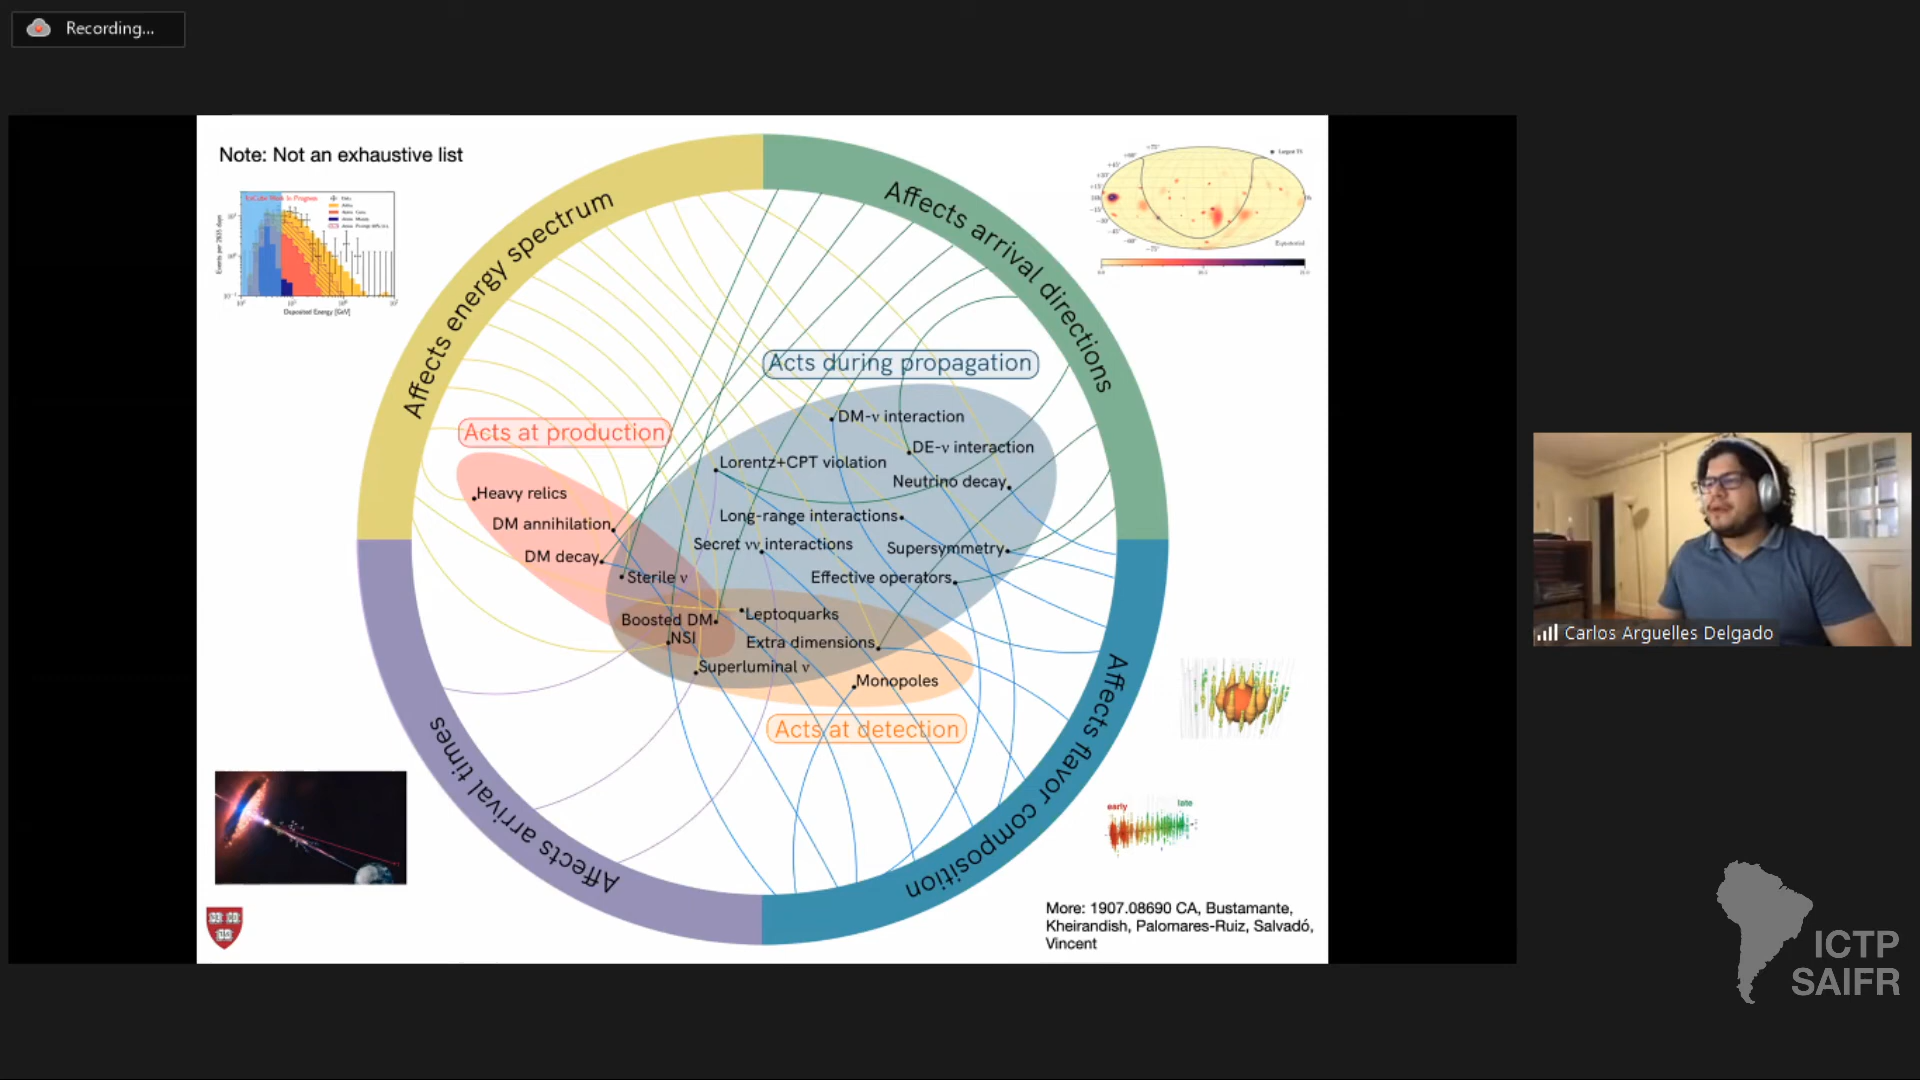 Recording...
Note: Not an exhaustive list
Affects energy spectrum
Affects arrival directions
Acts during propagation
DM-ν interaction
DE-ν interaction
Lorentz+CPT violation
Neutrino decay
Long-range interactions
Secret νν interactions
Supersymmetry
Effective operators
Acts at production
Heavy relics
DM annihilation
DM decay
Sterile ν
Boosted DM
NSI
Leptoquarks
Extra dimensions
Superluminal ν
Monopoles
Acts at detection
Affects arrival times
Affects flavor composition
Deposited Energy [GeV]
Equatorial
early
late
More: 1907.08690 CA, Bustamante,
Kheirandish, Palomares-Ruiz, Salvadó,
Vincent
Carlos Arguelles Delgado
ICTP
SAIFR